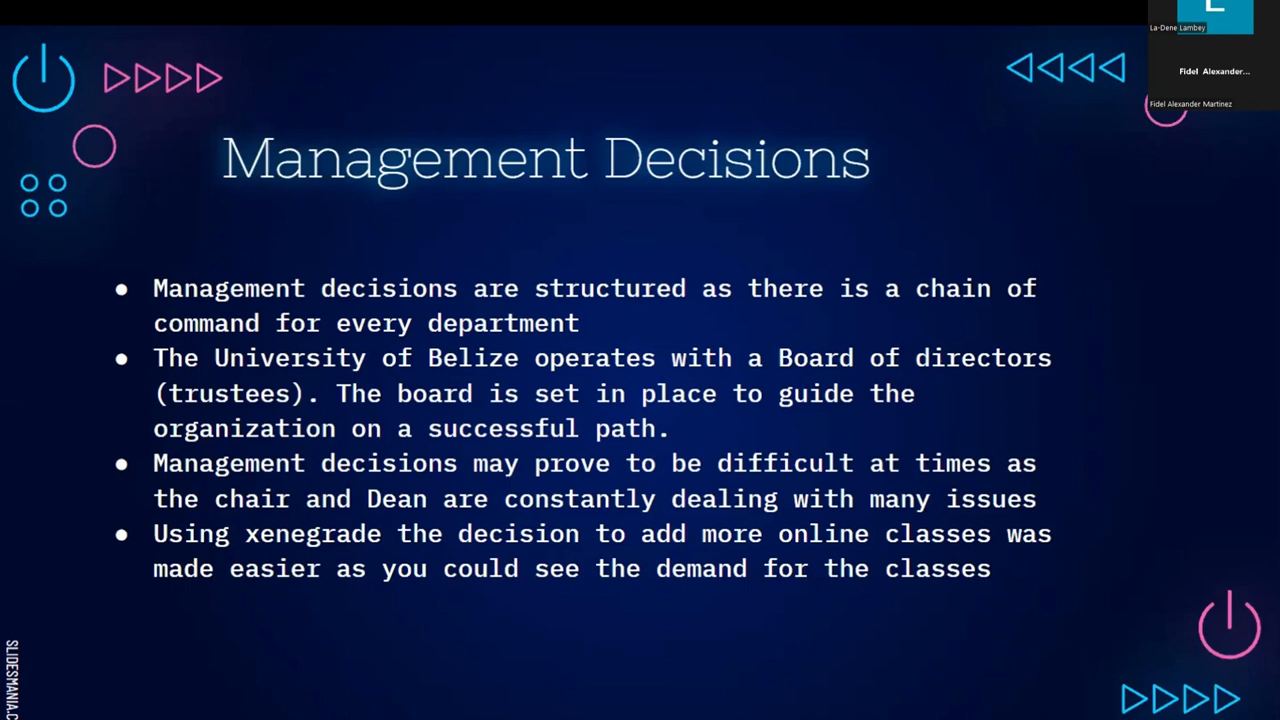 La-Dene Lambey
Fidel Alexander...
Fidel Alexander Martinez
Management Decisions
● Management decisions are structured as there is a chain of
command for every department
● The University of Belize operates with a Board of directors
(trustees). The board is set in place to guide the
organization on a successful path.
● Management decisions may prove to be difficult at times as
the chair and Dean are constantly dealing with many issues
● Using xenegrade the decision to add more online classes was
made easier as you could see the demand for the classes
SLIDESMANIA.C